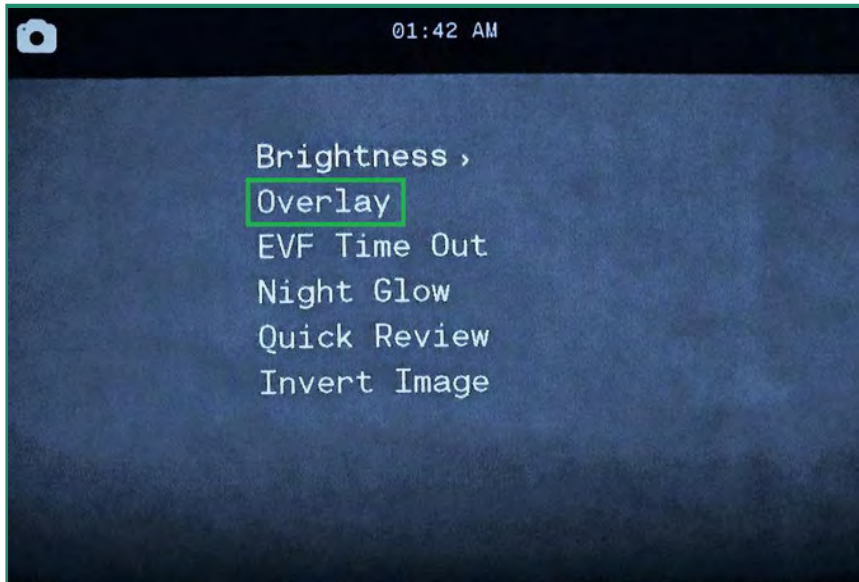 01:42 AM
Brightness ›
Overlay
EVF Time Out
Night Glow
Quick Review
Invert Image